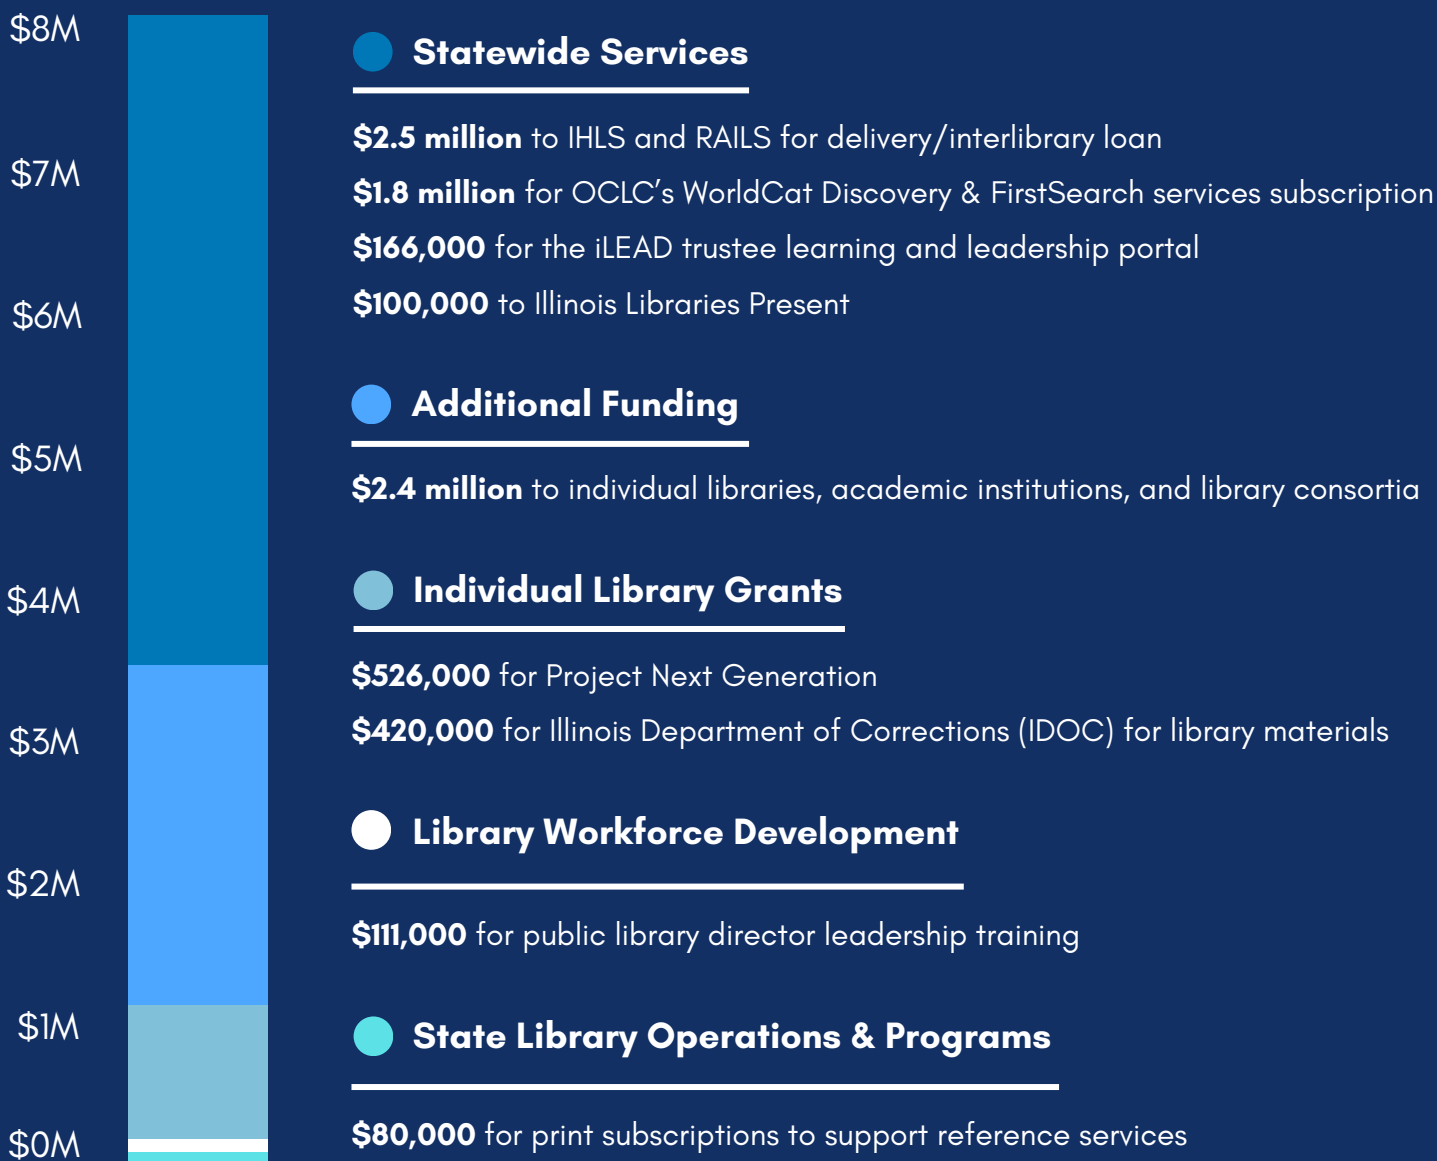 $8M
$7M
$6M
$5M
$4M
$3M
$2M
$1M
$0M
Statewide Services
$2.5 million to IHLS and RAILS for delivery/interlibrary loan
$1.8 million for OCLC's WorldCat Discovery & FirstSearch services subscription
$166,000 for the iLEAD trustee learning and leadership portal
$100,000 to Illinois Libraries Present
Additional Funding
$2.4 million to individual libraries, academic institutions, and library consortia
Individual Library Grants
$526,000 for Project Next Generation
$420,000 for Illinois Department of Corrections (IDOC) for library materials
Library Workforce Development
$111,000 for public library director leadership training
State Library Operations & Programs
$80,000 for print subscriptions to support reference services